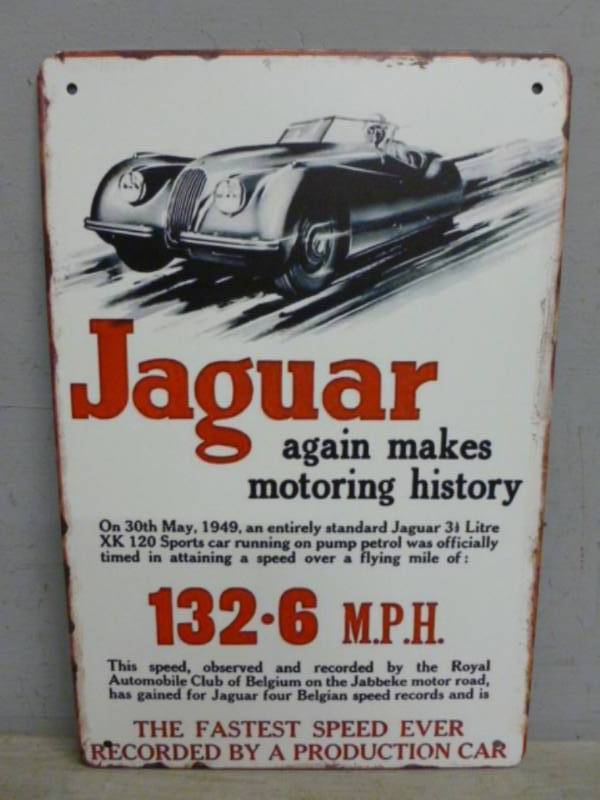 Jaguar
again makes
motoring history
On 30th May, 1949, an entirely standard Jaguar 3½ Litre
XK 120 Sports car running on pump petrol was officially
timed in attaining a speed over a flying mile of:
132·6 M.P.H.
This speed, observed and recorded by the Royal
Automobile Club of Belgium on the Jabbeke motor road,
has gained for Jaguar four Belgian speed records and is
THE FASTEST SPEED EVER
RECORDED BY A PRODUCTION CAR